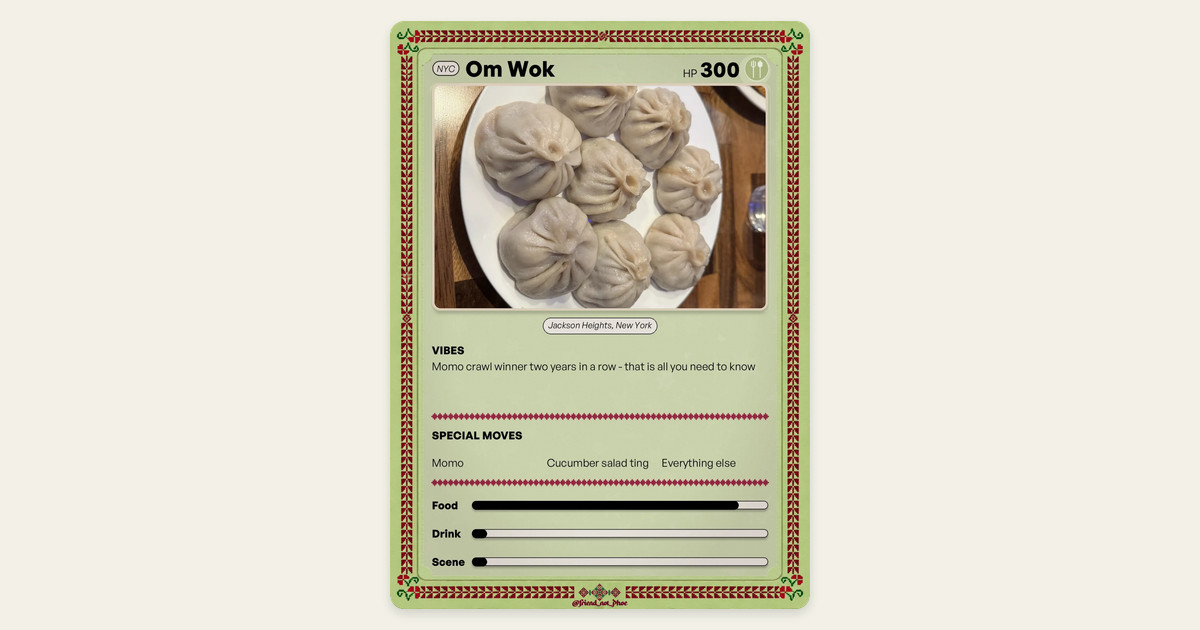 NYC Om Wok HP 300
Jackson Heights, New York
VIBES
Momo crawl winner two years in a row - that is all you need to know
SPECIAL MOVES
Momo Cucumber salad ting Everything else
Food
Drink
Scene
@friend_not_phoe